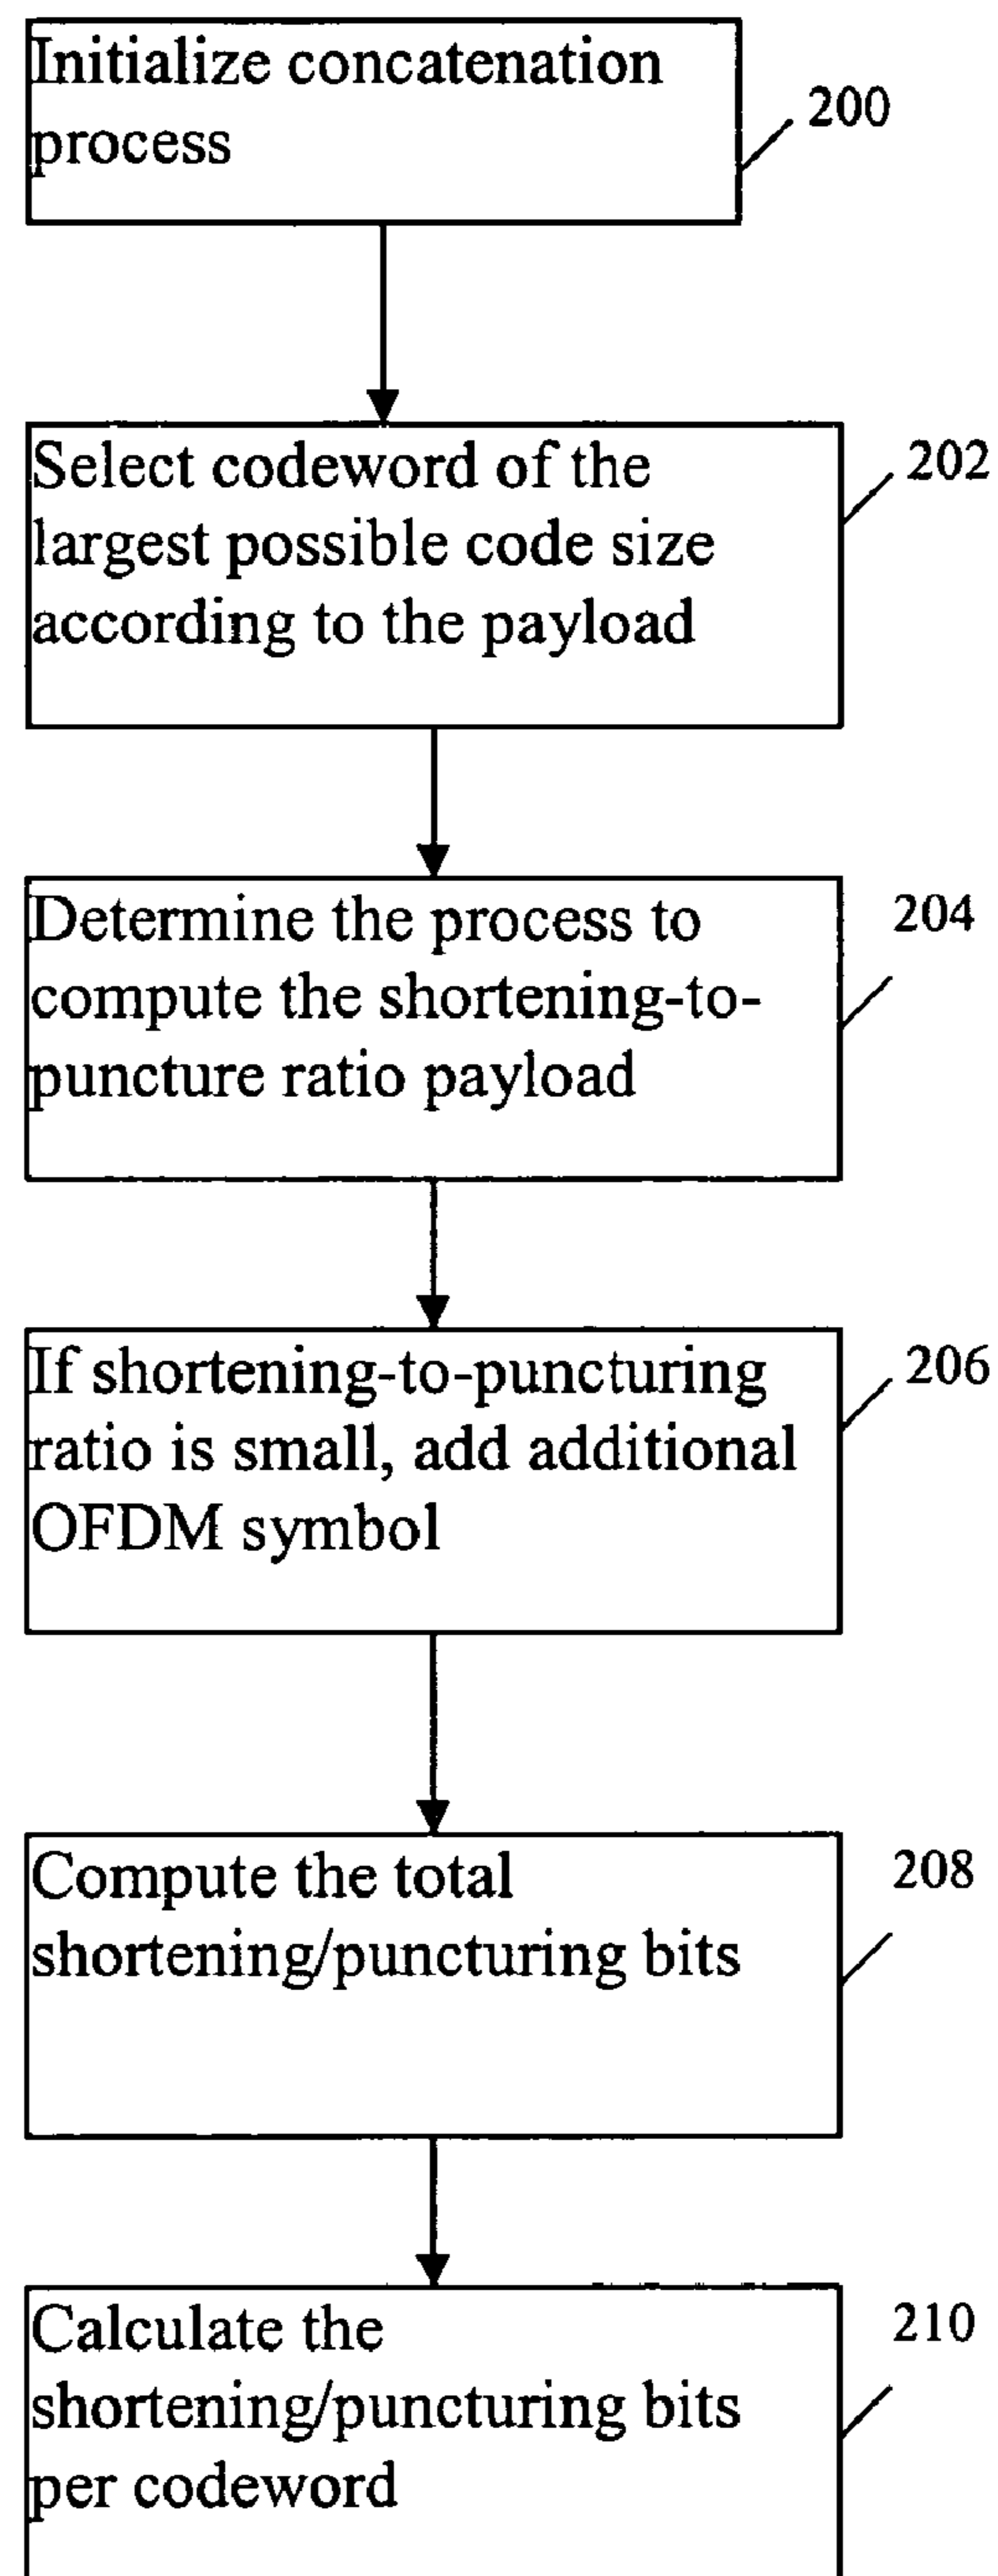 Initialize concatenation
process
200
Select codeword of the
largest possible code size
according to the payload
202
Determine the process to
compute the shortening-to-
puncture ratio payload
204
If shortening-to-puncturing
ratio is small, add additional
OFDM symbol
206
Compute the total
shortening/puncturing bits
208
Calculate the
shortening/puncturing bits
per codeword
210